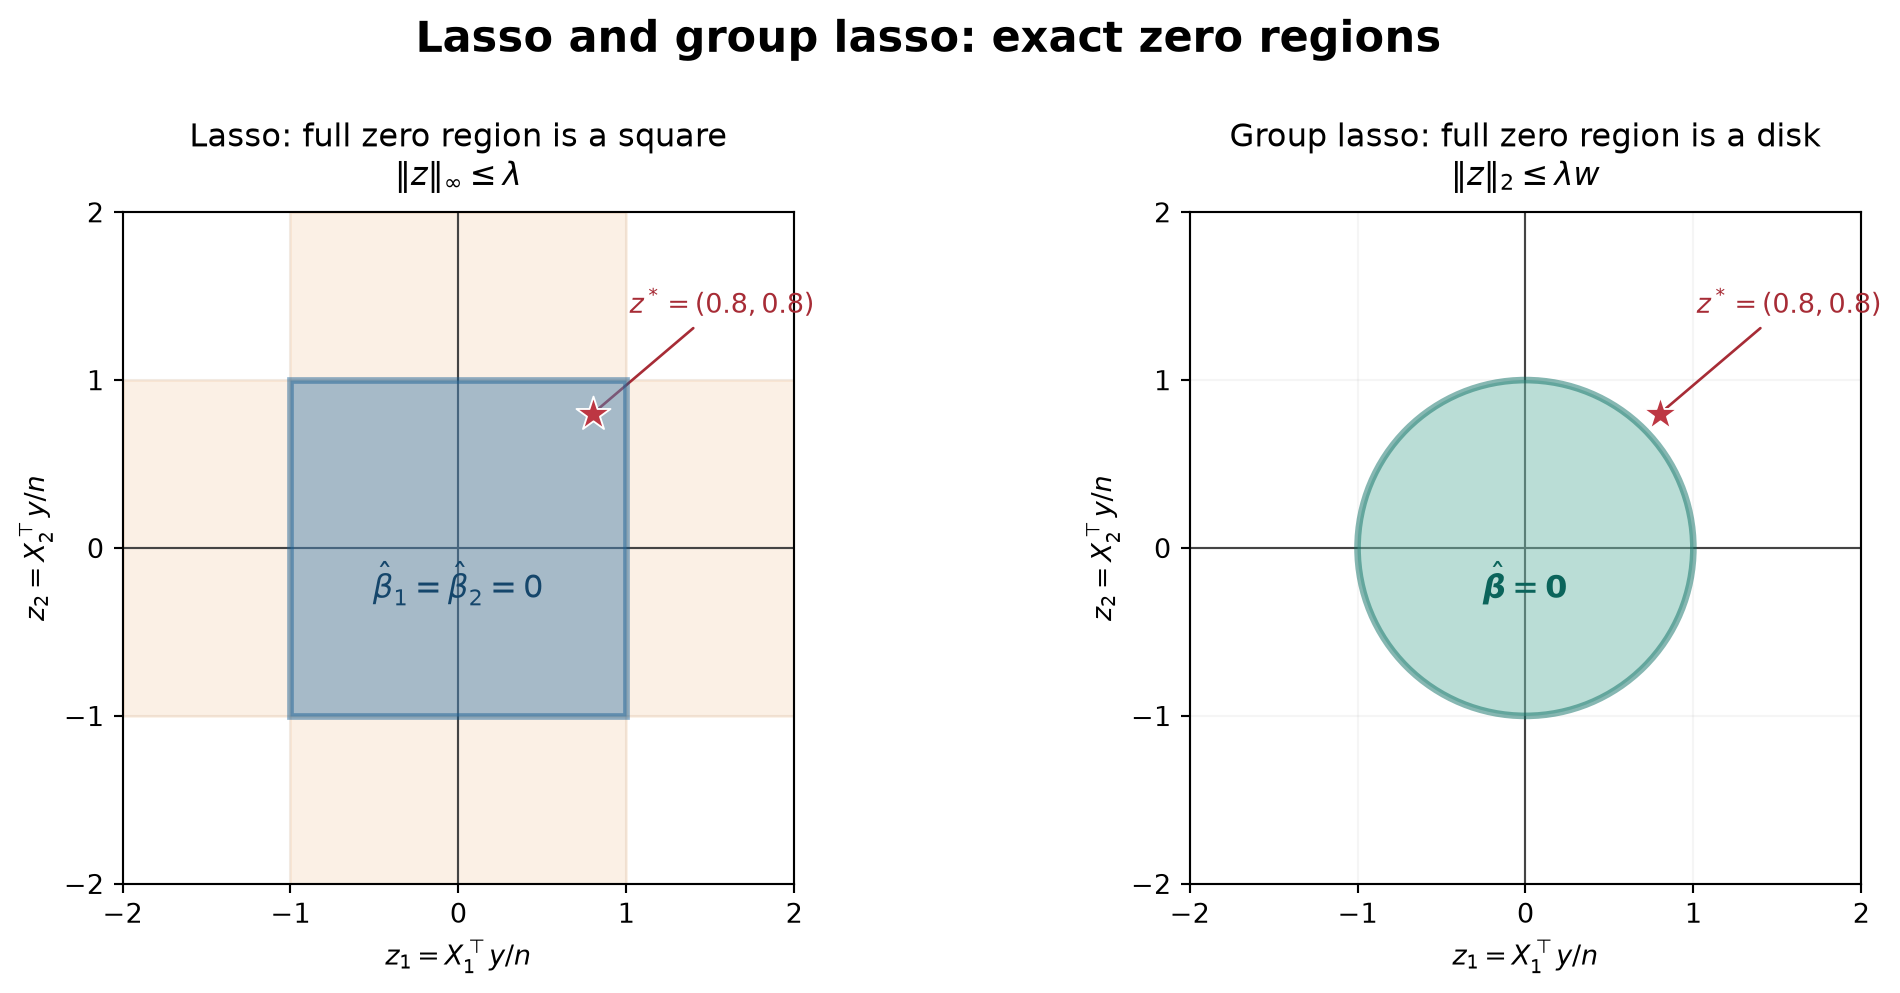 Lasso and group lasso: exact zero regions
Lasso: full zero region is a square
‖z‖∞ ≤ λ
2
1
0
−1
−2
−2
−1
0
1
2
z₂ = X₂⊤y/n
z* = (0.8, 0.8)
β̂₁ = β̂₂ = 0
z₁ = X₁⊤y/n
Group lasso: full zero region is a disk
‖z‖₂ ≤ λw
2
1
0
−1
−2
−2
−1
0
1
2
z₂ = X₂⊤y/n
z* = (0.8, 0.8)
β̂ = 0
z₁ = X₁⊤y/n